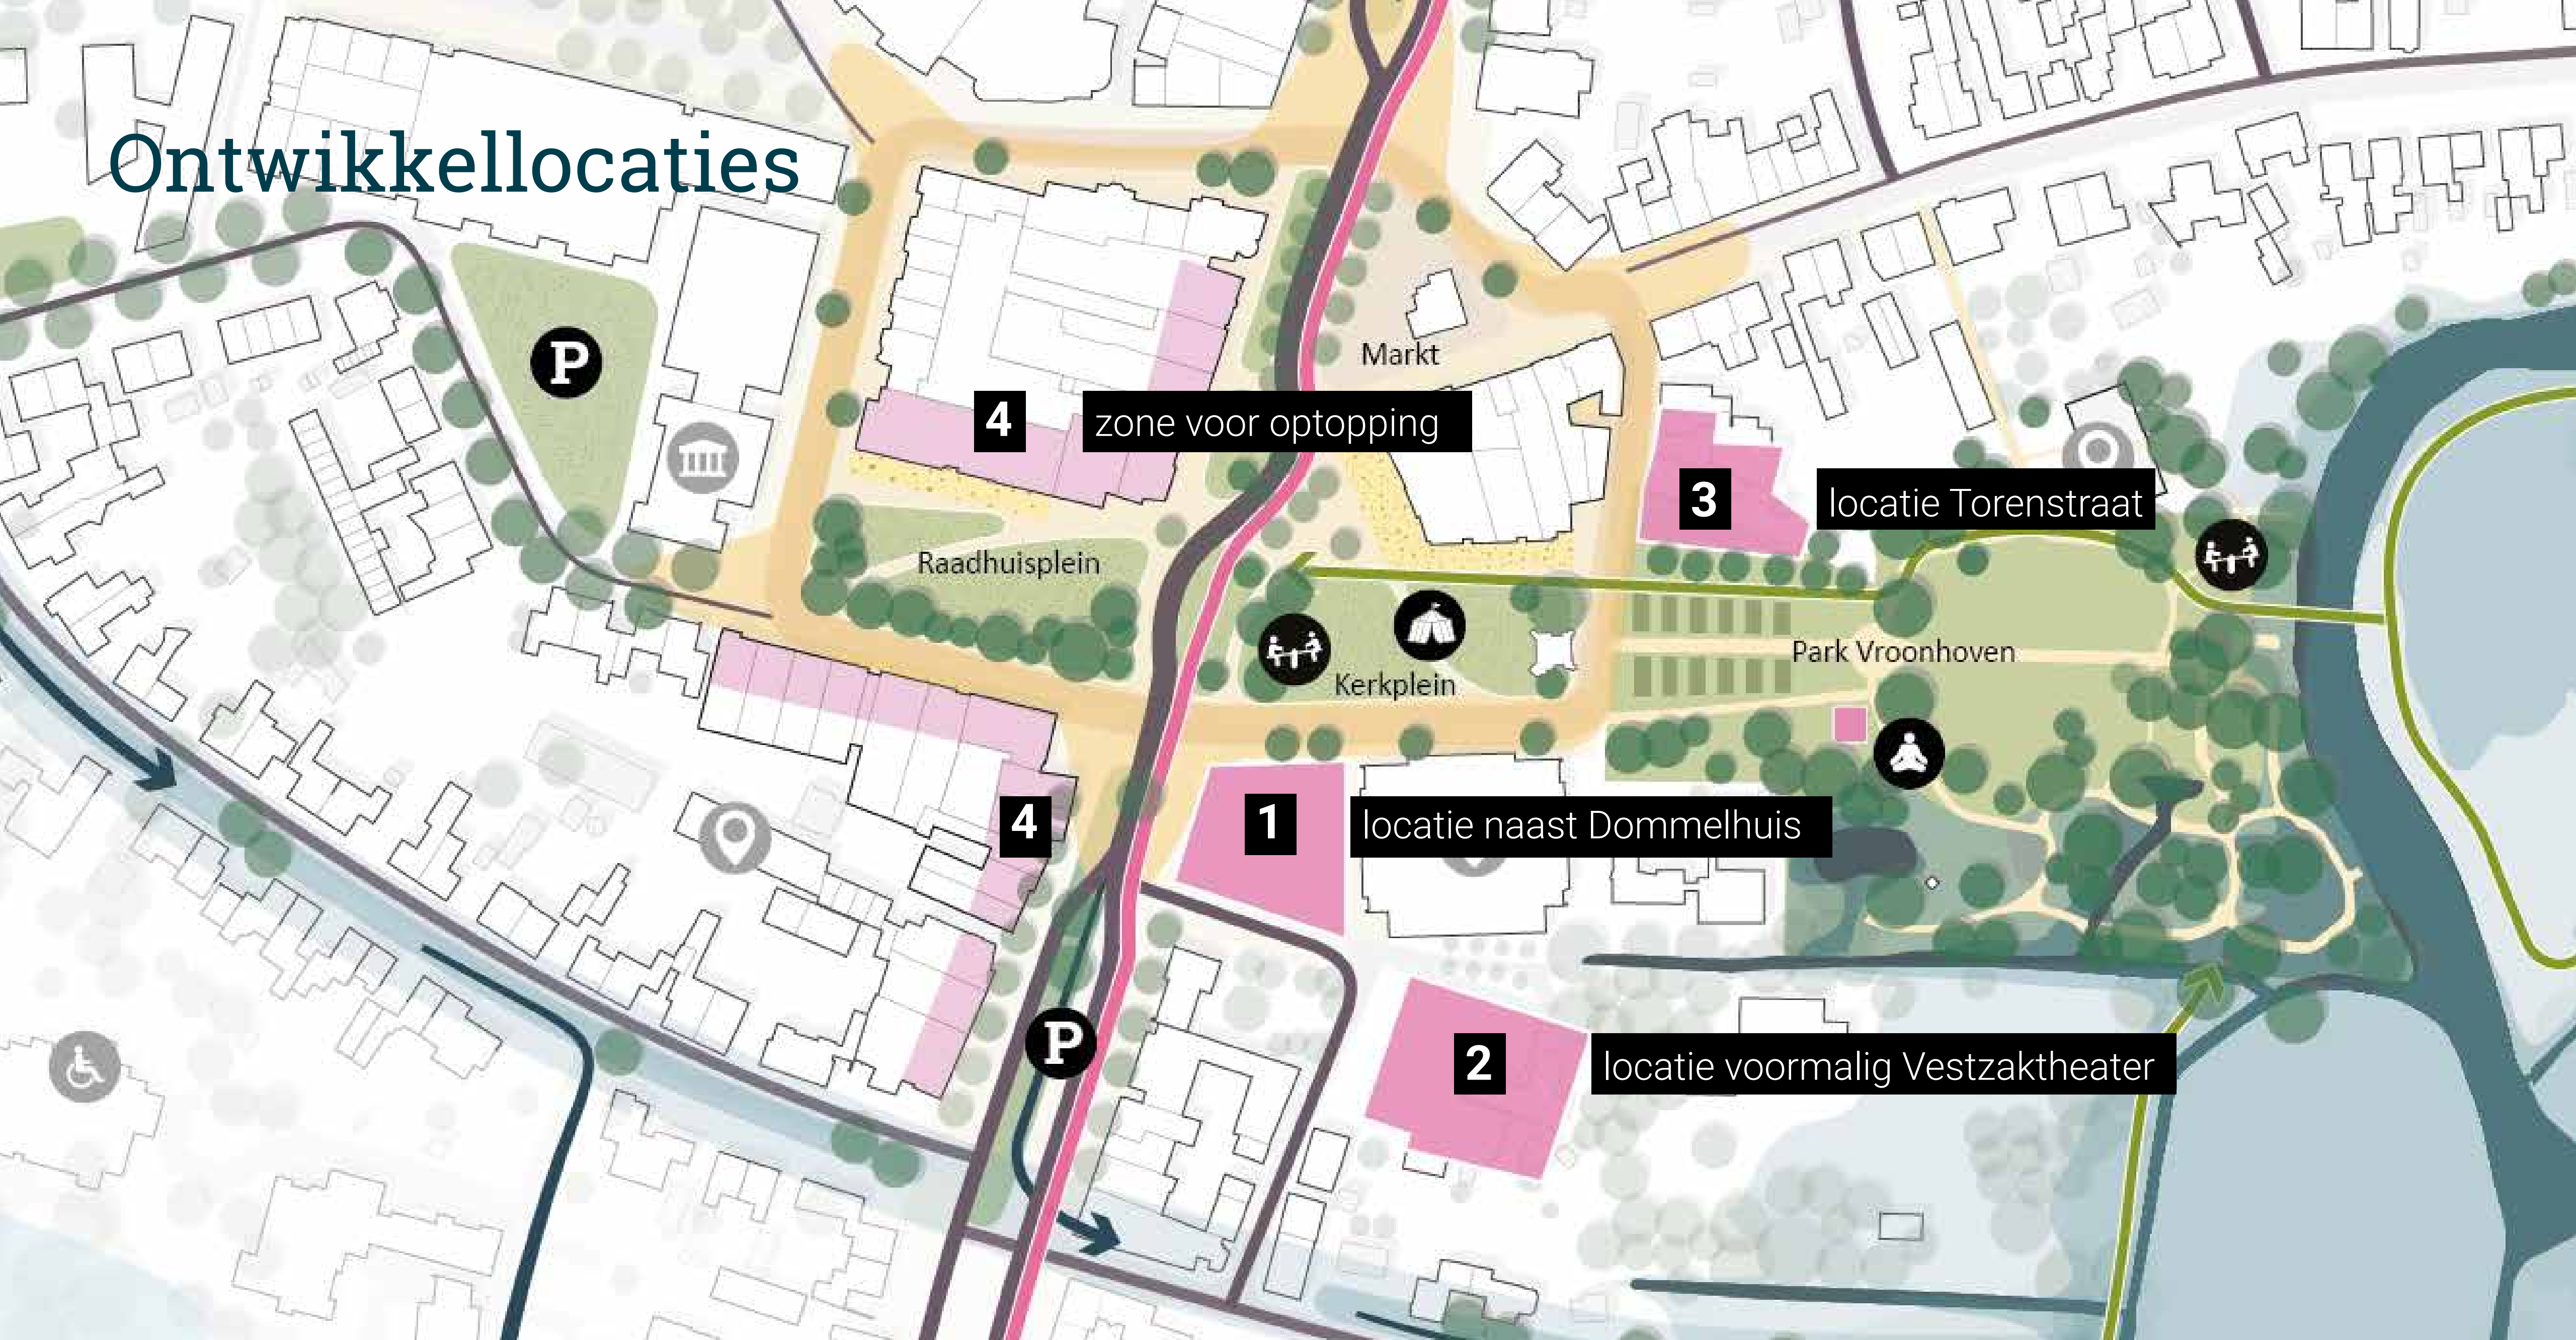 Ontwikkellocaties
P
Markt
4 zone voor optopping
3 locatie Torenstraat
Raadhuisplein
Park Vroonhoven
Kerkplein
4
1 locatie naast Dommelhuis
P
2 locatie voormalig Vestzaktheater